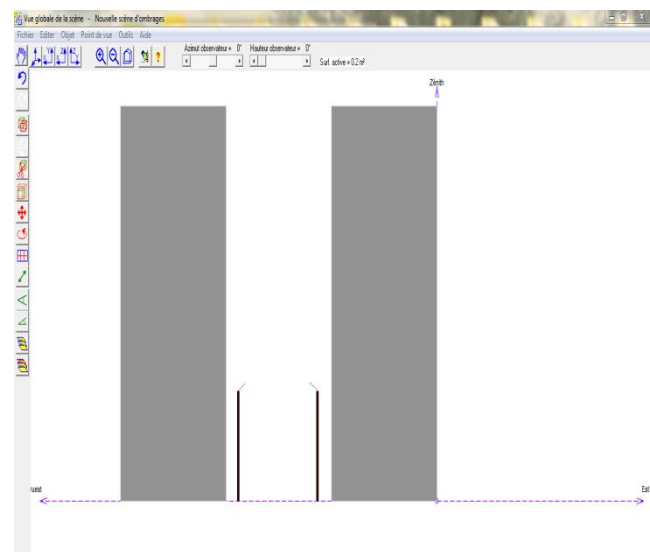 Vue globale de la scène - Nouvelle scène d'ombrages
Fichier Editer Objet Point de vue Outils Aide
Azimut observateur = 0° Hauteur observateur = 0°
Surf. active = 0.2 m²
Zénith
uest
Est